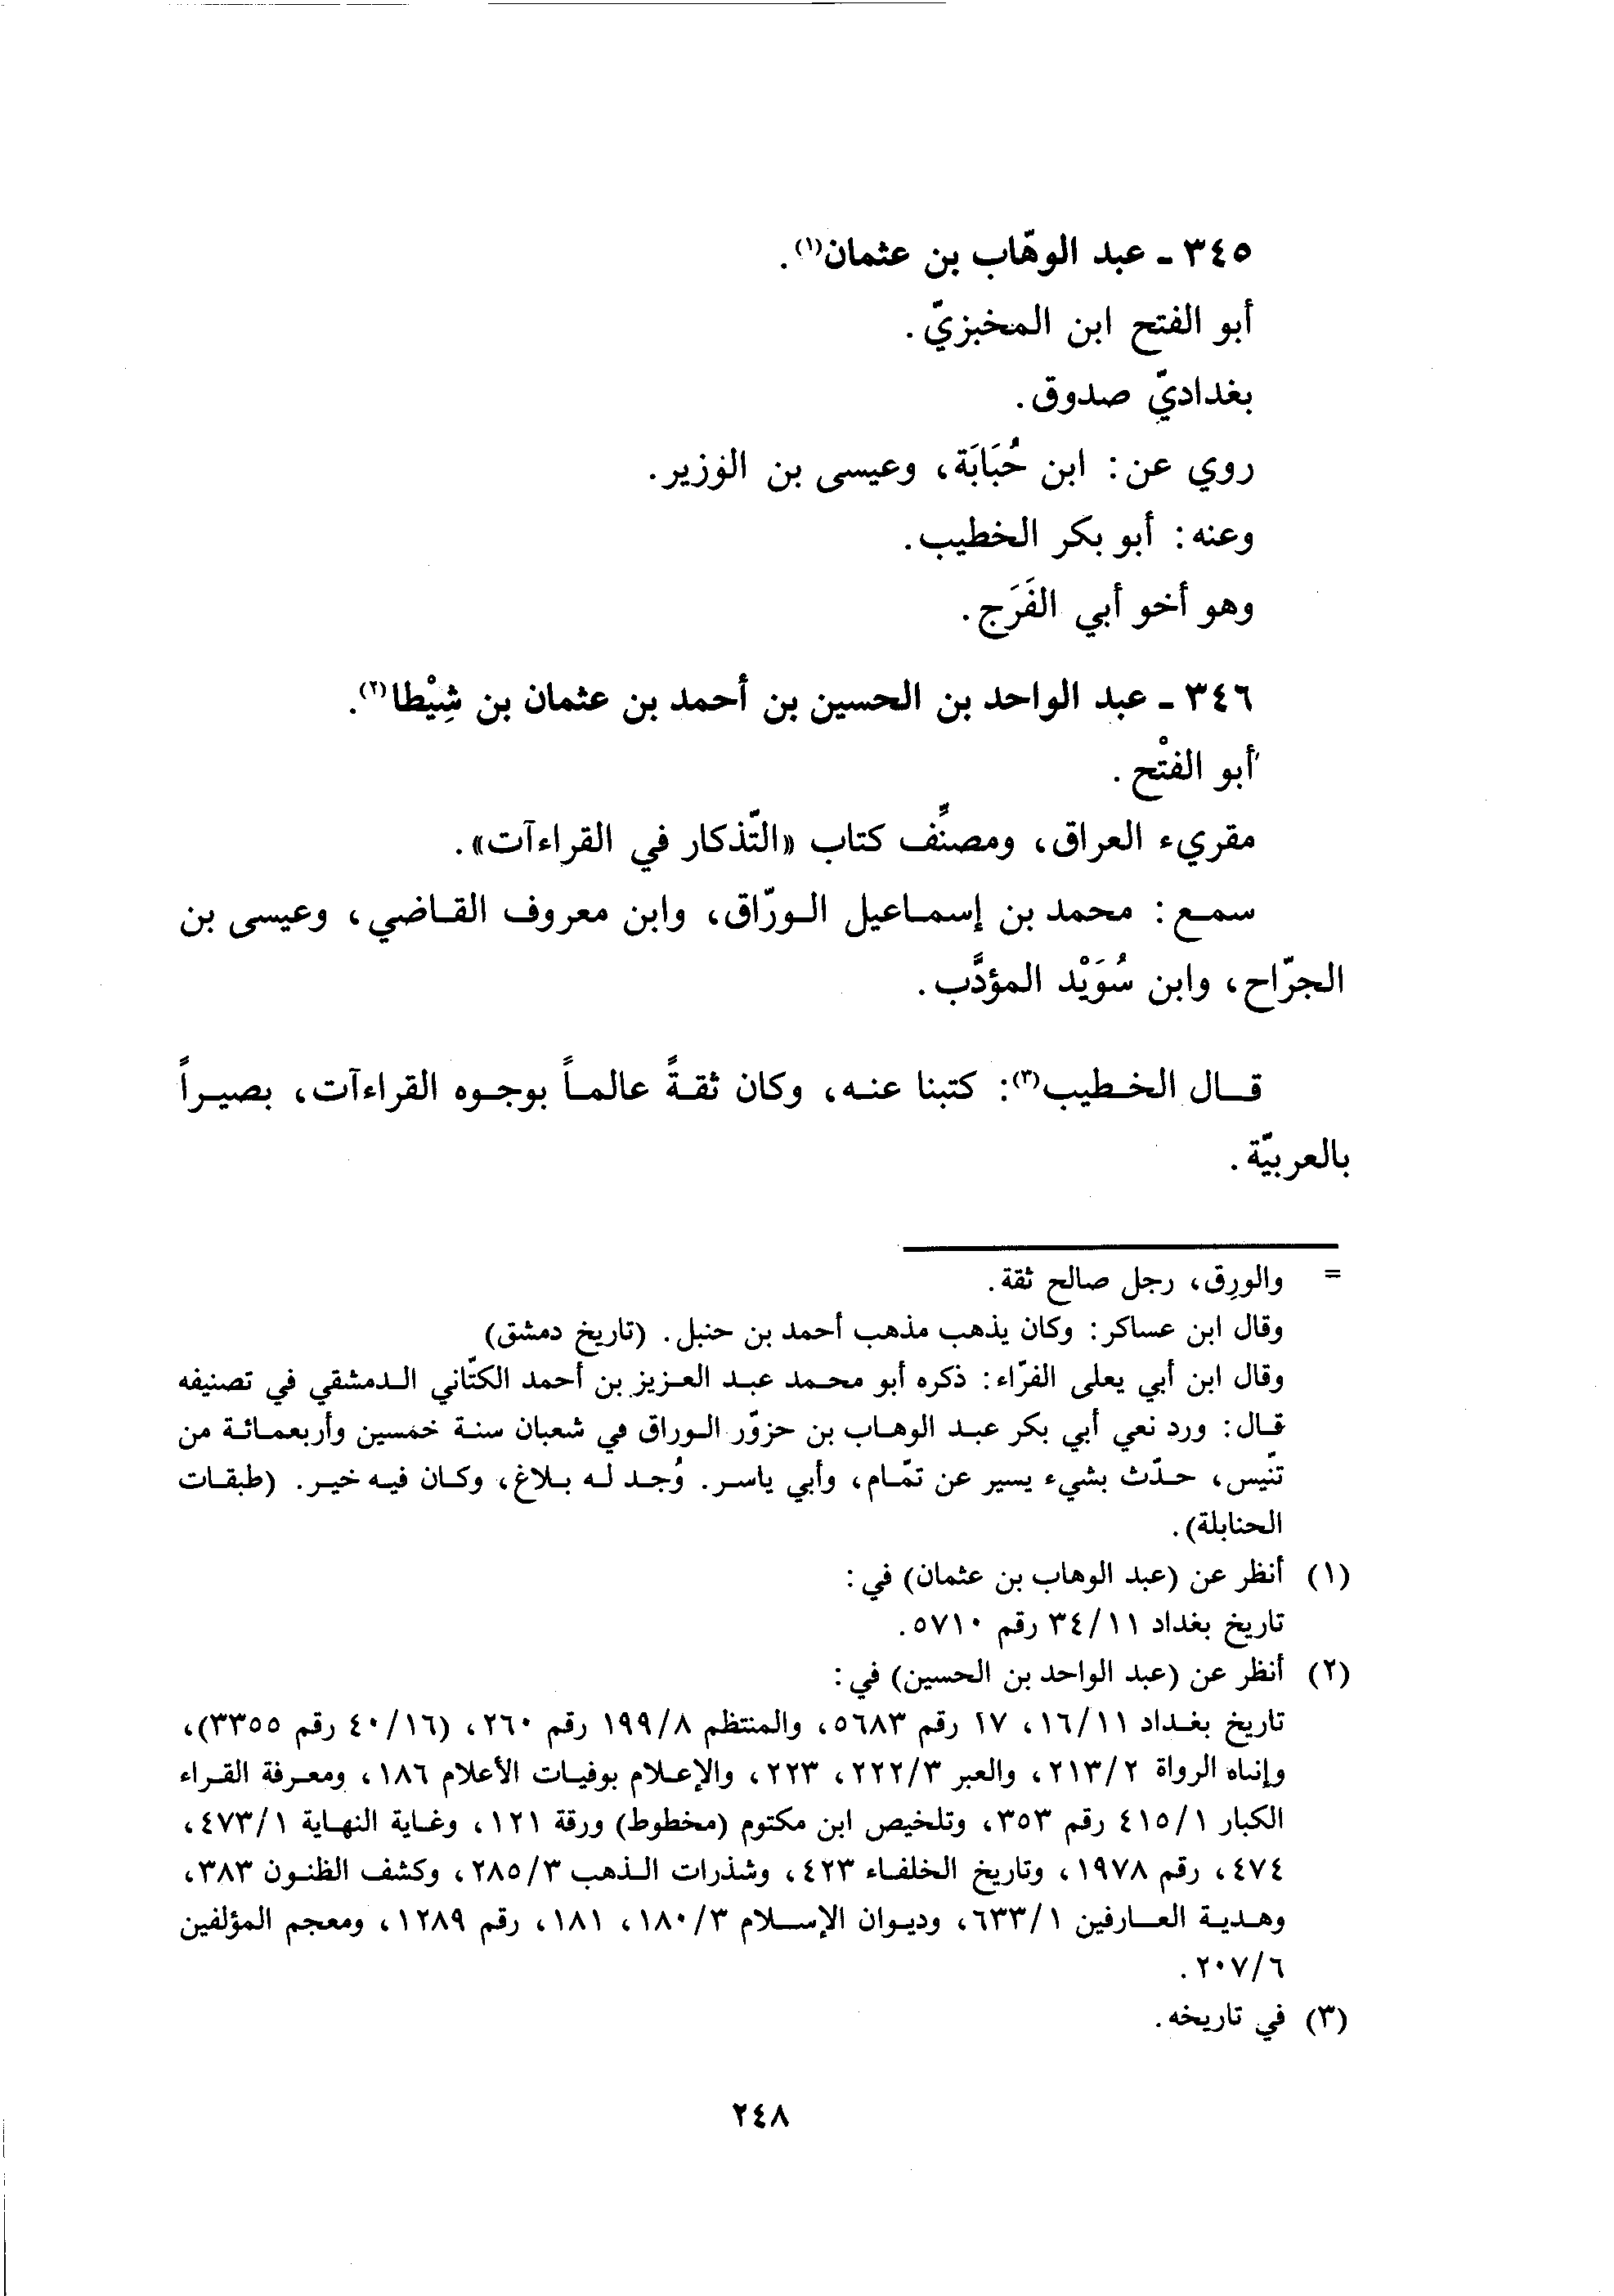 ٣٤٥ - عبد الوهّاب بن عثمان(١).
أبو الفتح ابن المخبزيّ.
بغداديّ صدوق.
روي عن: ابن حُبَابَة، وعيسى بن الوزير.
وعنه: أبو بكر الخطيب.
وهو أخو أبي الفَرَج.
٣٤٦ - عبد الواحد بن الحسين بن أحمد بن عثمان بن شِيْطا(٢).
أبو الفتْح.
مقريء العراق، ومصنِّف كتاب «التّذكار في القراءآت».
سمع: محمد بن إسماعيل الورّاق، وابن معروف القاضي، وعيسى بن
الجرّاح، وابن سُوَيْد المؤدِّب.
قال الخطيب(٣): كتبنا عنه، وكان ثقةً عالماً بوجوه القراءآت، بصيراً
بالعربيّة.
= والورِق، رجل صالح ثقة.
وقال ابن عساكر: وكان يذهب مذهب أحمد بن حنبل. (تاريخ دمشق)
وقال ابن أبي يعلى الفرّاء: ذكره أبو محمد عبد العزيز بن أحمد الكتّاني الدمشقي في تصنيفه
قال: ورد نعي أبي بكر عبد الوهاب بن حزوّر الوراق في شعبان سنة خمسين وأربعمائة من
تنّيس، حدّث بشيء يسير عن تمّام، وأبي ياسر. وُجد له بلاغ، وكان فيه خير. (طبقات
الحنابلة).
(١) أنظر عن (عبد الوهاب بن عثمان) في:
تاريخ بغداد ٣٤/١١ رقم ٥٧١٠.
(٢) أنظر عن (عبد الواحد بن الحسين) في:
تاريخ بغداد ١٦/١١، ١٧ رقم ٥٦٨٣، والمنتظم ١٩٩/٨ رقم ٢٦٠، (٤٠/١٦ رقم ٣٣٥٥)،
وإنباه الرواة ٢١٣/٢، والعبر ٢٢٢/٣، ٢٢٣، والإعلام بوفيات الأعلام ١٨٦، ومعرفة القراء
الكبار ٤١٥/١ رقم ٣٥٣، وتلخيص ابن مكتوم (مخطوط) ورقة ١٢١، وغاية النهاية ٤٧٣/١،
٤٧٤، رقم ١٩٧٨، وتاريخ الخلفاء ٤٢٣، وشذرات الذهب ٢٨٥/٣، وكشف الظنون ٣٨٣،
وهدية العارفين ٦٣٣/١، وديوان الإسلام ١٨٠/٣، ١٨١، رقم ١٢٨٩، ومعجم المؤلفين
٢٠٧/٦.
(٣) في تاريخه.
٢٤٨